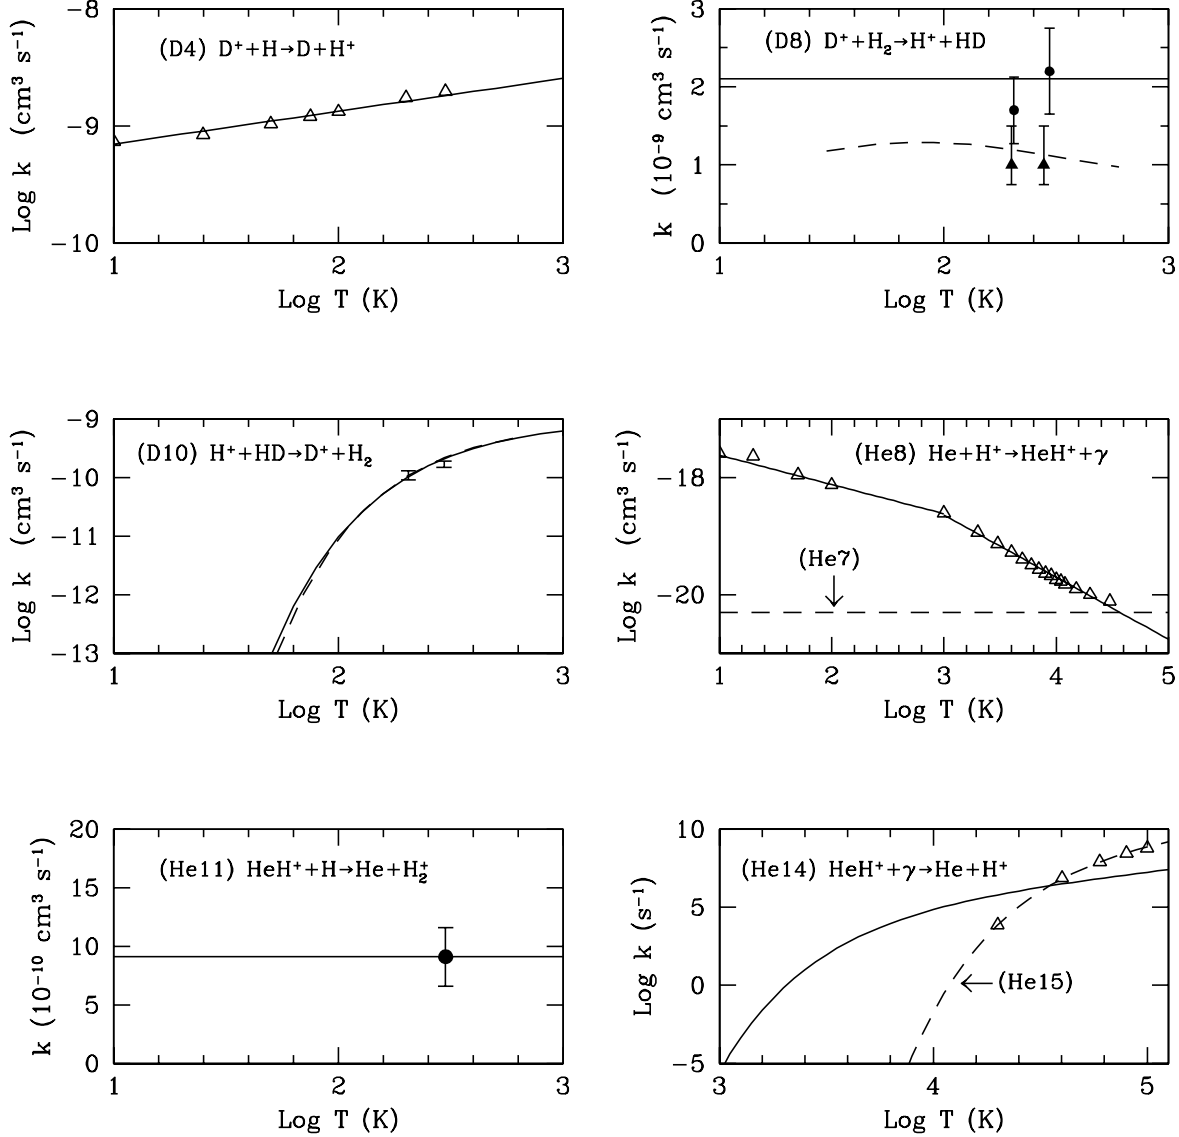 (D4) D⁺+H→D+H⁺
Log k (cm³ s⁻¹)
-8
-9
-10
1 2 3
Log T (K)
(D8) D⁺+H₂→H⁺+HD
k (10⁻⁹ cm³ s⁻¹)
3
2
1
0
1 2 3
Log T (K)
(D10) H⁺+HD→D⁺+H₂
Log k (cm³ s⁻¹)
-9
-10
-11
-12
-13
1 2 3
Log T (K)
(He8) He+H⁺→HeH⁺+γ
Log k (cm³ s⁻¹)
-18
-20
(He7)
1 2 3 4 5
Log T (K)
(He11) HeH⁺+H→He+H₂⁺
k (10⁻¹⁰ cm³ s⁻¹)
20
15
10
5
0
1 2 3
Log T (K)
(He14) HeH⁺+γ→He+H⁺
Log k (s⁻¹)
10
5
0
-5
(He15)
3 4 5
Log T (K)